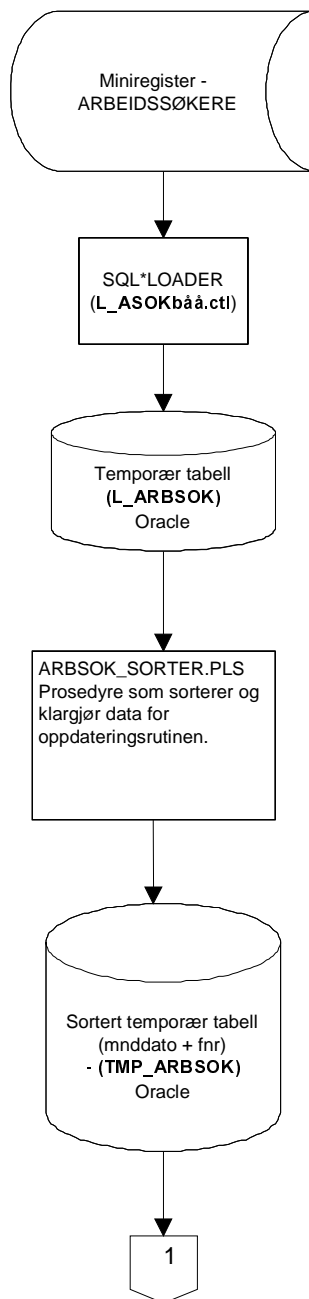 Miniregister -
ARBEIDSSØKERE
SQL*LOADER
(L_ASOKbåå.ctl)
Temporær tabell
(L_ARBSOK)
Oracle
ARBSOK_SORTER.PLS
Prosedyre som sorterer og
klargjør data for
oppdateringsrutinen.
Sortert temporær tabell
(mnddato + fnr)
- (TMP_ARBSOK)
Oracle
1